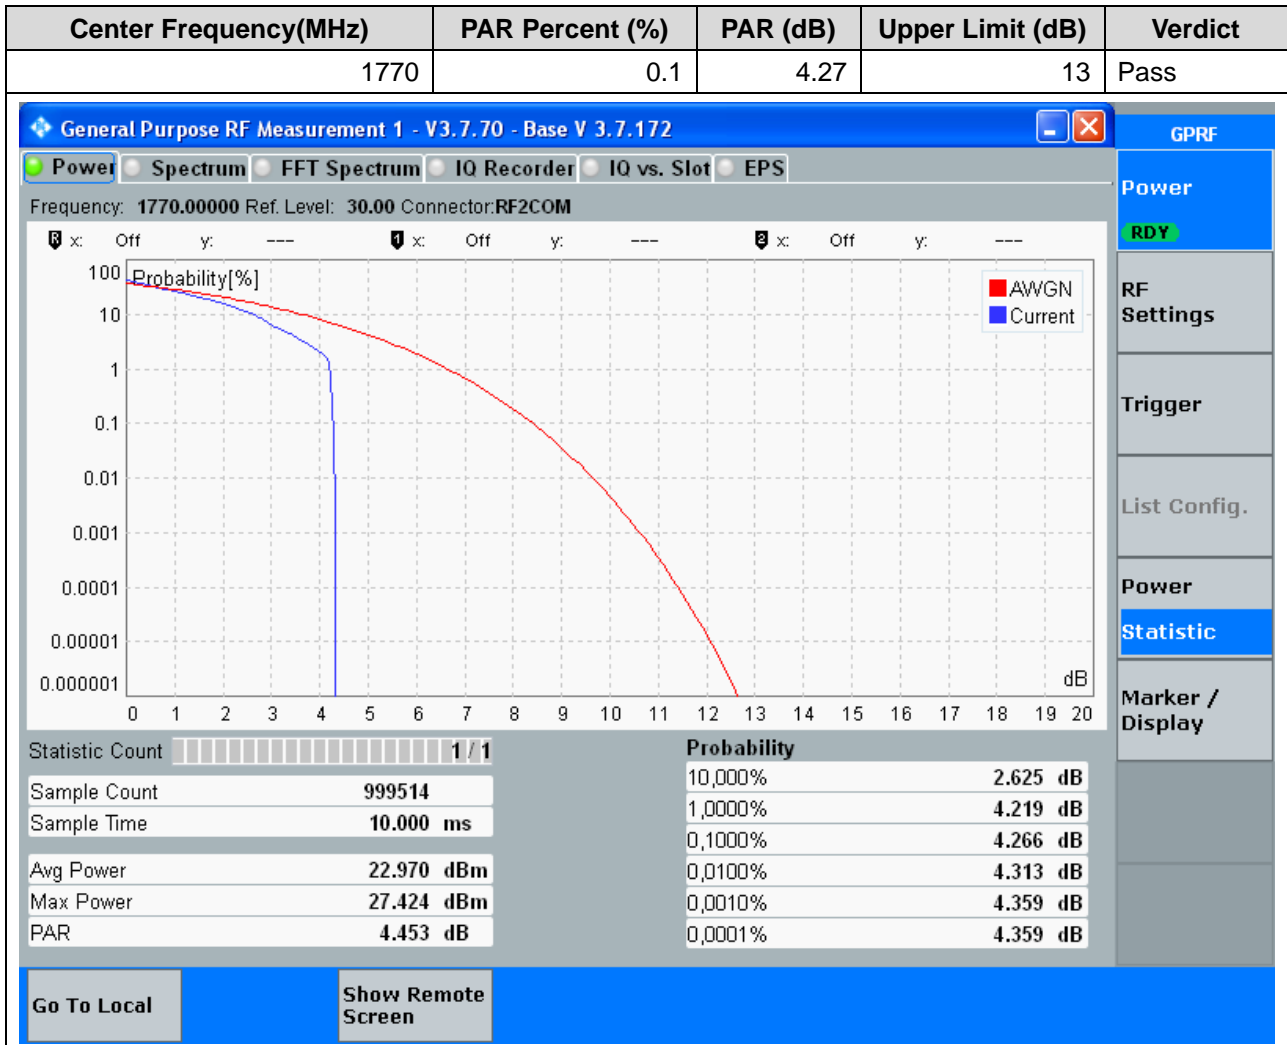 Center Frequency(MHz) PAR Percent (%) PAR (dB) Upper Limit (dB) Verdict
1770 0.1 4.27 13 Pass
General Purpose RF Measurement 1 - V3.7.70 - Base V 3.7.172
GPRF
Power Spectrum FFT Spectrum IQ Recorder IQ vs. Slot EPS
Frequency: 1770.00000 Ref. Level: 30.00 Connector:RF2COM
R x: Off y: --- 1 x: Off y: --- 2 x: Off y: ---
Probability[%]
100
10
1
0.1
0.01
0.001
0.0001
0.00001
0.000001
AWGN
Current
dB
0 1 2 3 4 5 6 7 8 9 10 11 12 13 14 15 16 17 18 19 20
Statistic Count 1 / 1
Sample Count 999514
Sample Time 10.000 ms
Avg Power 22.970 dBm
Max Power 27.424 dBm
PAR 4.453 dB
Probability
10,000% 2.625 dB
1,0000% 4.219 dB
0,1000% 4.266 dB
0,0100% 4.313 dB
0,0010% 4.359 dB
0,0001% 4.359 dB
Power
RDY
RF
Settings
Trigger
List Config.
Power
Statistic
Marker /
Display
Go To Local
Show Remote
Screen